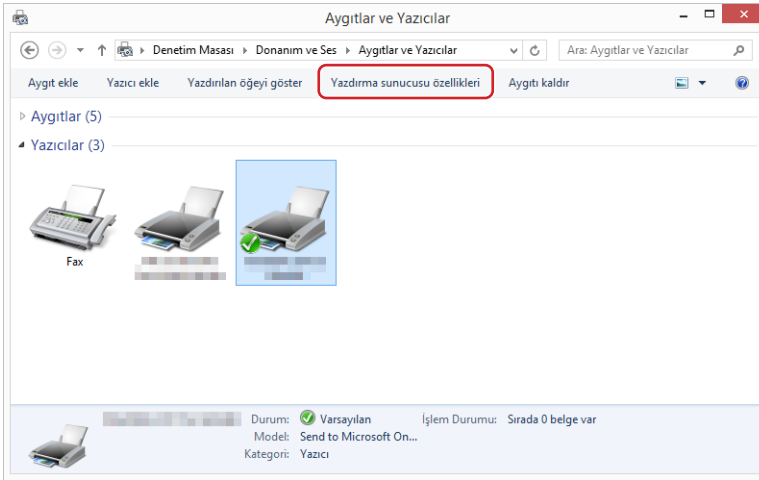 Aygıtlar ve Yazıcılar
Denetim Masası Donanım ve Ses Aygıtlar ve Yazıcılar Ara: Aygıtlar ve Yazıcılar
Aygıt ekle Yazıcı ekle Yazdırılan öğeyi göster Yazdırma sunucusu özellikleri Aygıtı kaldır
Aygıtlar (5)
Yazıcılar (3)
Fax
Durum: Varsayılan İşlem Durumu: Sırada 0 belge var
Model: Send to Microsoft On...
Kategori: Yazıcı